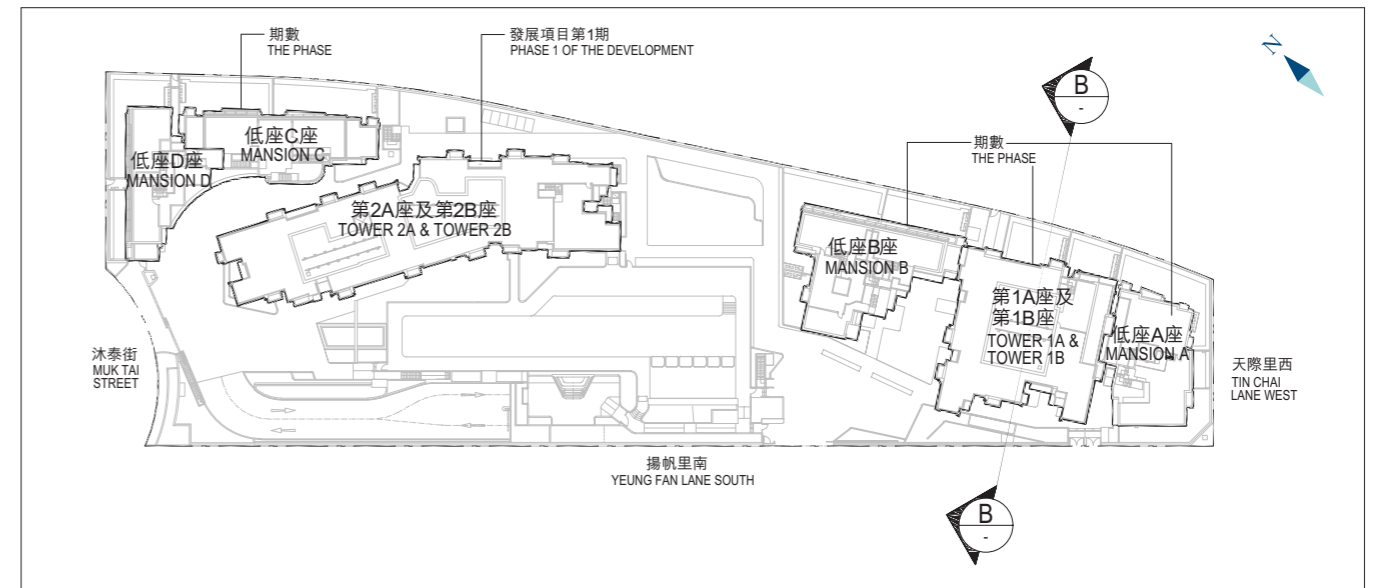 期數
THE PHASE
發展項目第1期
PHASE 1 OF THE DEVELOPMENT
N
B
-
低座C座
MANSION C
低座D座
MANSION D
期數
THE PHASE
第2A座及第2B座
TOWER 2A & TOWER 2B
低座B座
MANSION B
第1A座及
第1B座
TOWER 1A &
TOWER 1B
低座A座
MANSION A
沐泰街
MUK TAI
STREET
天際里西
TIN CHAI
LANE WEST
揚帆里南
YEUNG FAN LANE SOUTH
B
-